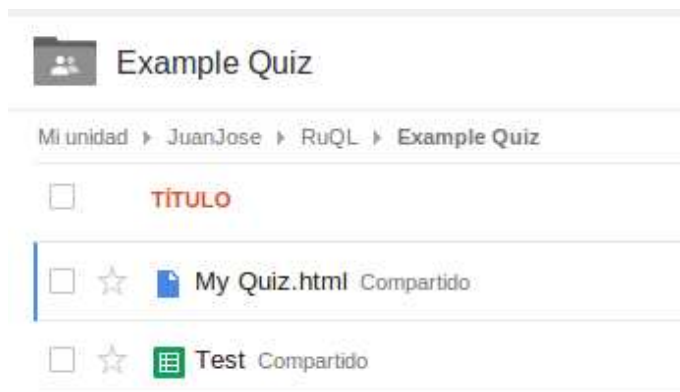 Example Quiz
Mi unidad JuanJose RuQL Example Quiz
TÍTULO
My Quiz.html Compartido
Test Compartido